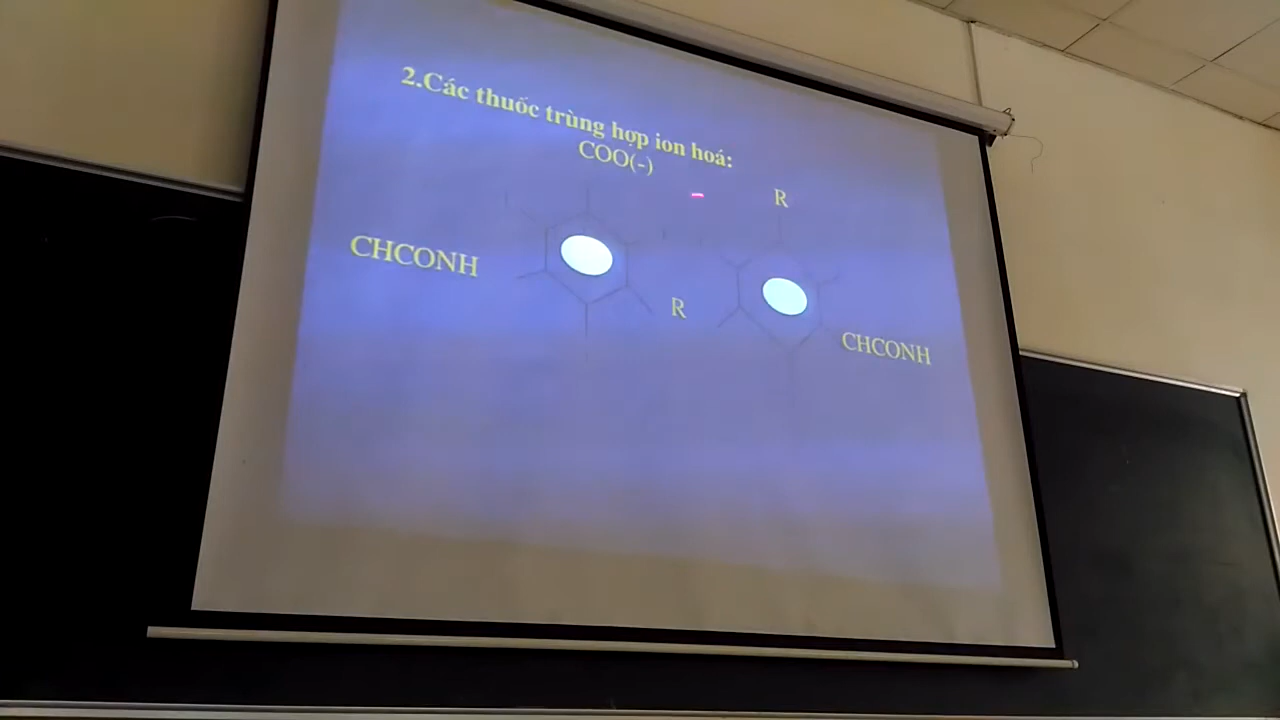 2.Các thuốc trùng hợp ion hoá:
COO(-)
R
CHCONH
R
CHCONH